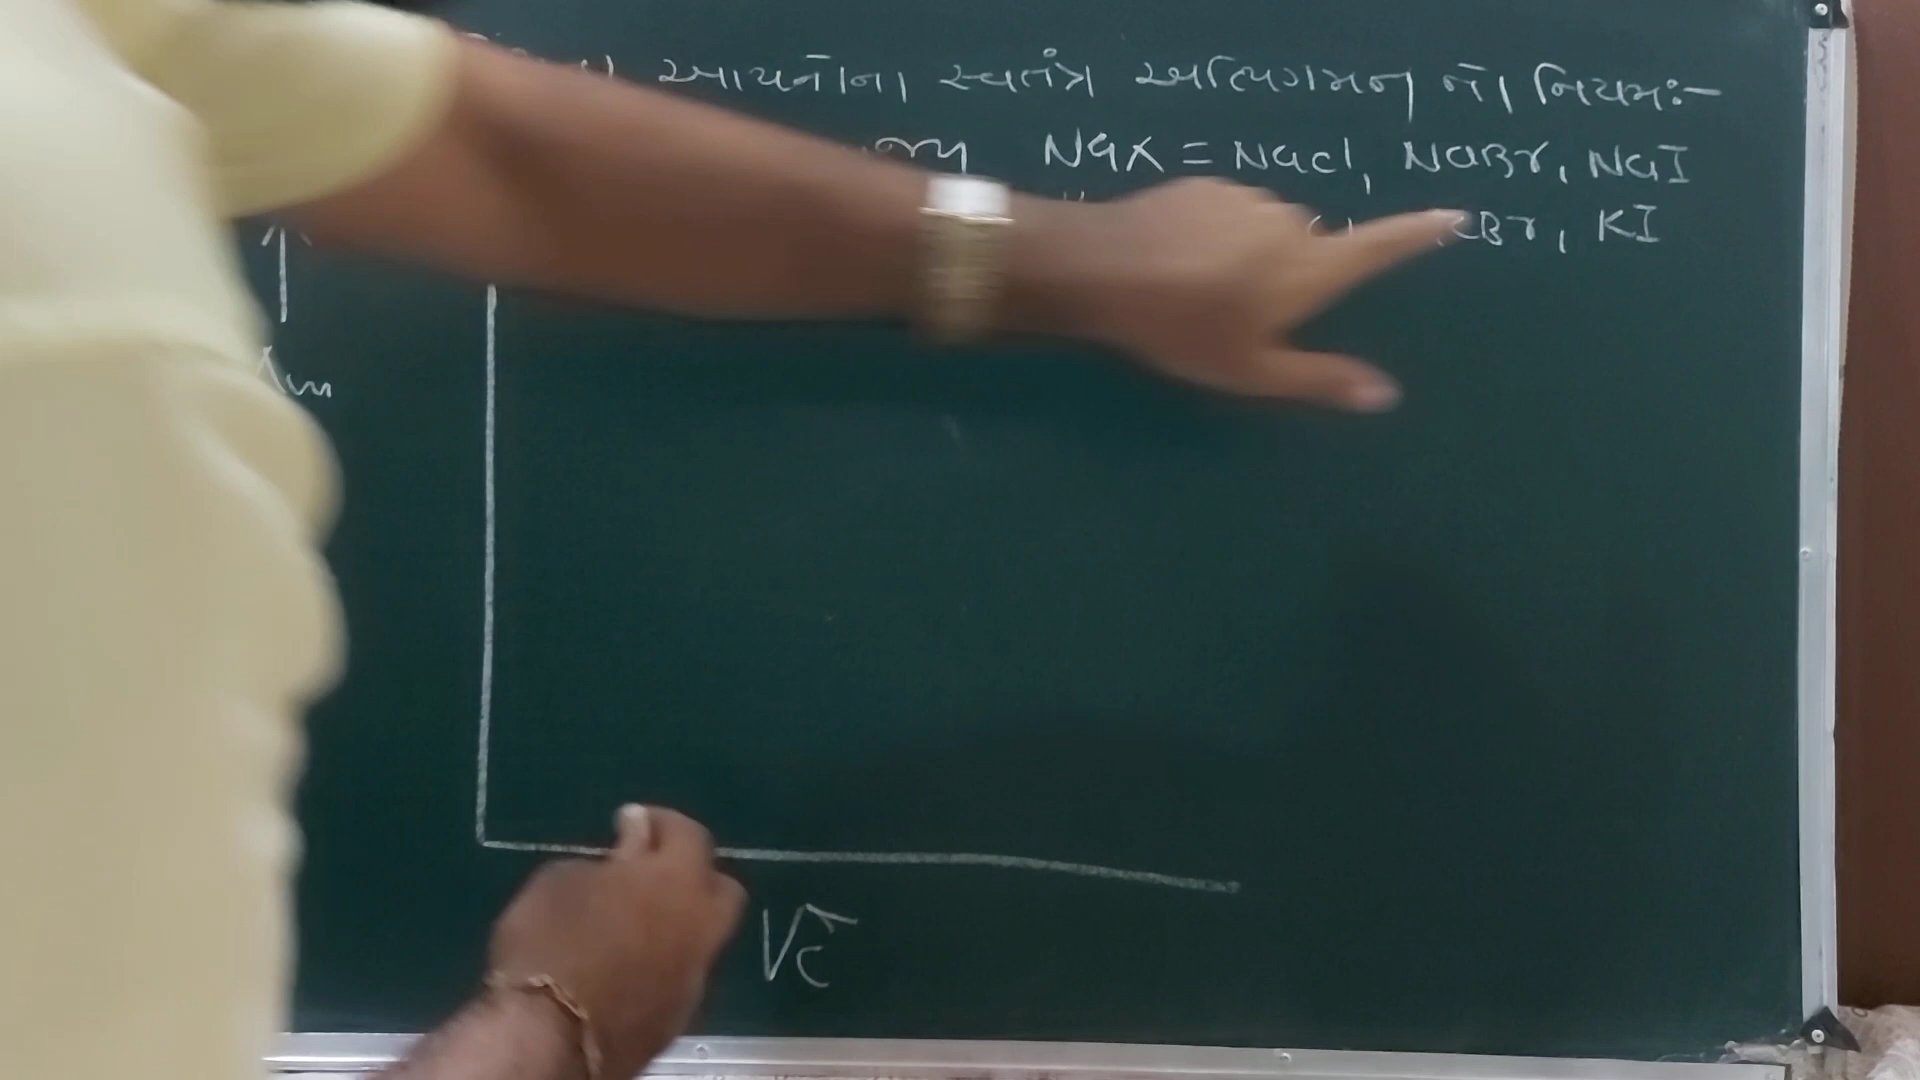 આયનોના સ્વતંત્ર અભિગમન નો નિયમ:-
NaX = NaCl, NaBr, NaI
KBr, KI
Λm
√c